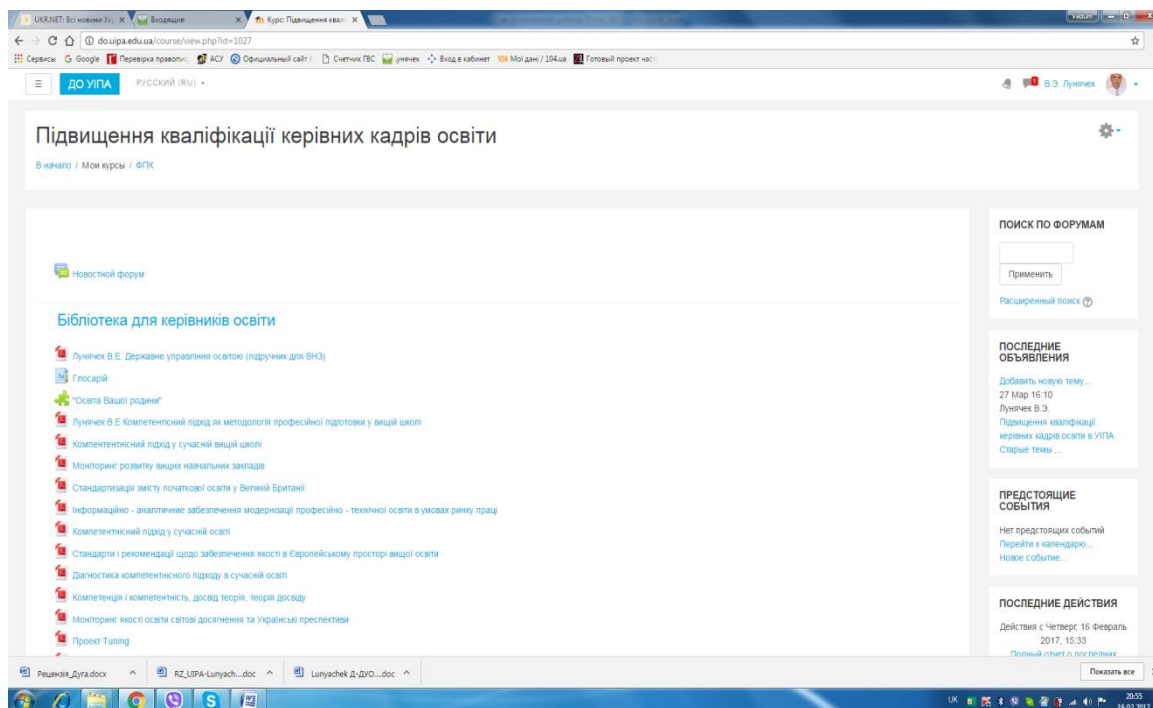 UKR.NET: Всі новини Ук
Входящие
Курс: Підвищення квал
Vadum
do.uipa.edu.ua/course/view.php?id=1027
Сервисы
Google
Перевірка правопис
АСУ
Официальный сайт
Счетчик ГВС
лунячек
Вход в кабинет
Мої дані / 104.ua
Готовый проект час
ДО УІПА
РУССКИЙ (RU)
В.Э. Лунячек
Підвищення кваліфікації керівних кадрів освіти
В начало / Мои курсы / ФПК
Новостной форум
Бібліотека для керівників освіти
Лунячек В.Е. Державне управління освітою (підручник для ВНЗ)
Глосарій
"Освіта Вашої родини"
Лунячек В.Е Компетентісний підхід як методологія професійної підготовки у вищій школі
Компентентнісний підхід у сучасній вищій школі
Моніторинг розвитку вищих навчальних закладів
Стандартизація змісту початкової освіти у Великій Британії
Інформаційно - аналітичне забезпечення модернізації професійно - технічної освіти в умовах ринку праці
Компетентнісний підхід у сучасній освіті
Стандарти і рекомендації щодо забезпечення якості в Європейському просторі вищої освіти
Діагностика компетентнісного підходу в сучасній освіті
Компетенція і компетентність, досвід теорія, теорія досвіду
Моніторинг якості освіти світові досягнення та Українські преспективи
Проект Tuning
ПОИСК ПО ФОРУМАМ
Применить
Расширенный поиск
ПОСЛЕДНИЕ
ОБЪЯВЛЕНИЯ
Добавить новую тему...
27 Мар 16:10
Лунячек В.Э.
Підвищення кваліфікації
керівних кадрів освіти в УІПА
Старые темы ...
ПРЕДСТОЯЩИЕ
СОБЫТИЯ
Нет предстоящих событий
Перейти к календарю...
Новое событие...
ПОСЛЕДНИЕ ДЕЙСТВИЯ
Действия с Четверг, 16 Февраль
2017, 15:33
Полный отчет о последних
Рецензія_Дуга.docx
RZ_UIPA-Lunyach....doc
Lunyachek Д-ДУО....doc
Показать все
UK
20:55
16.02.2017